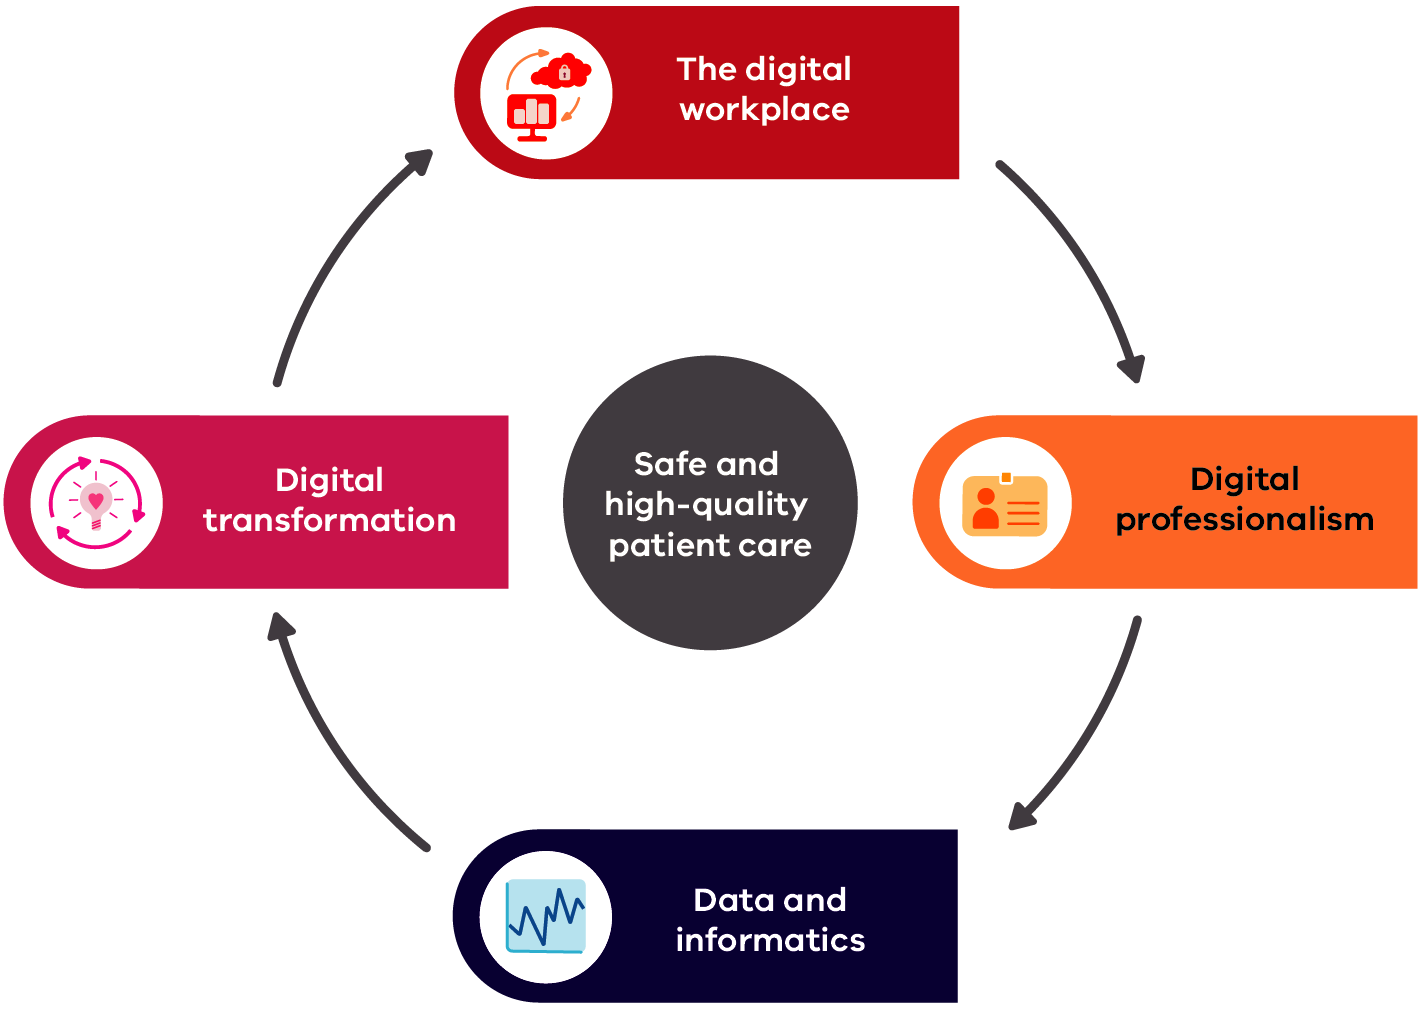 The digital
workplace
Digital
transformation
Safe and
high-quality
patient care
Digital
professionalism
Data and
informatics